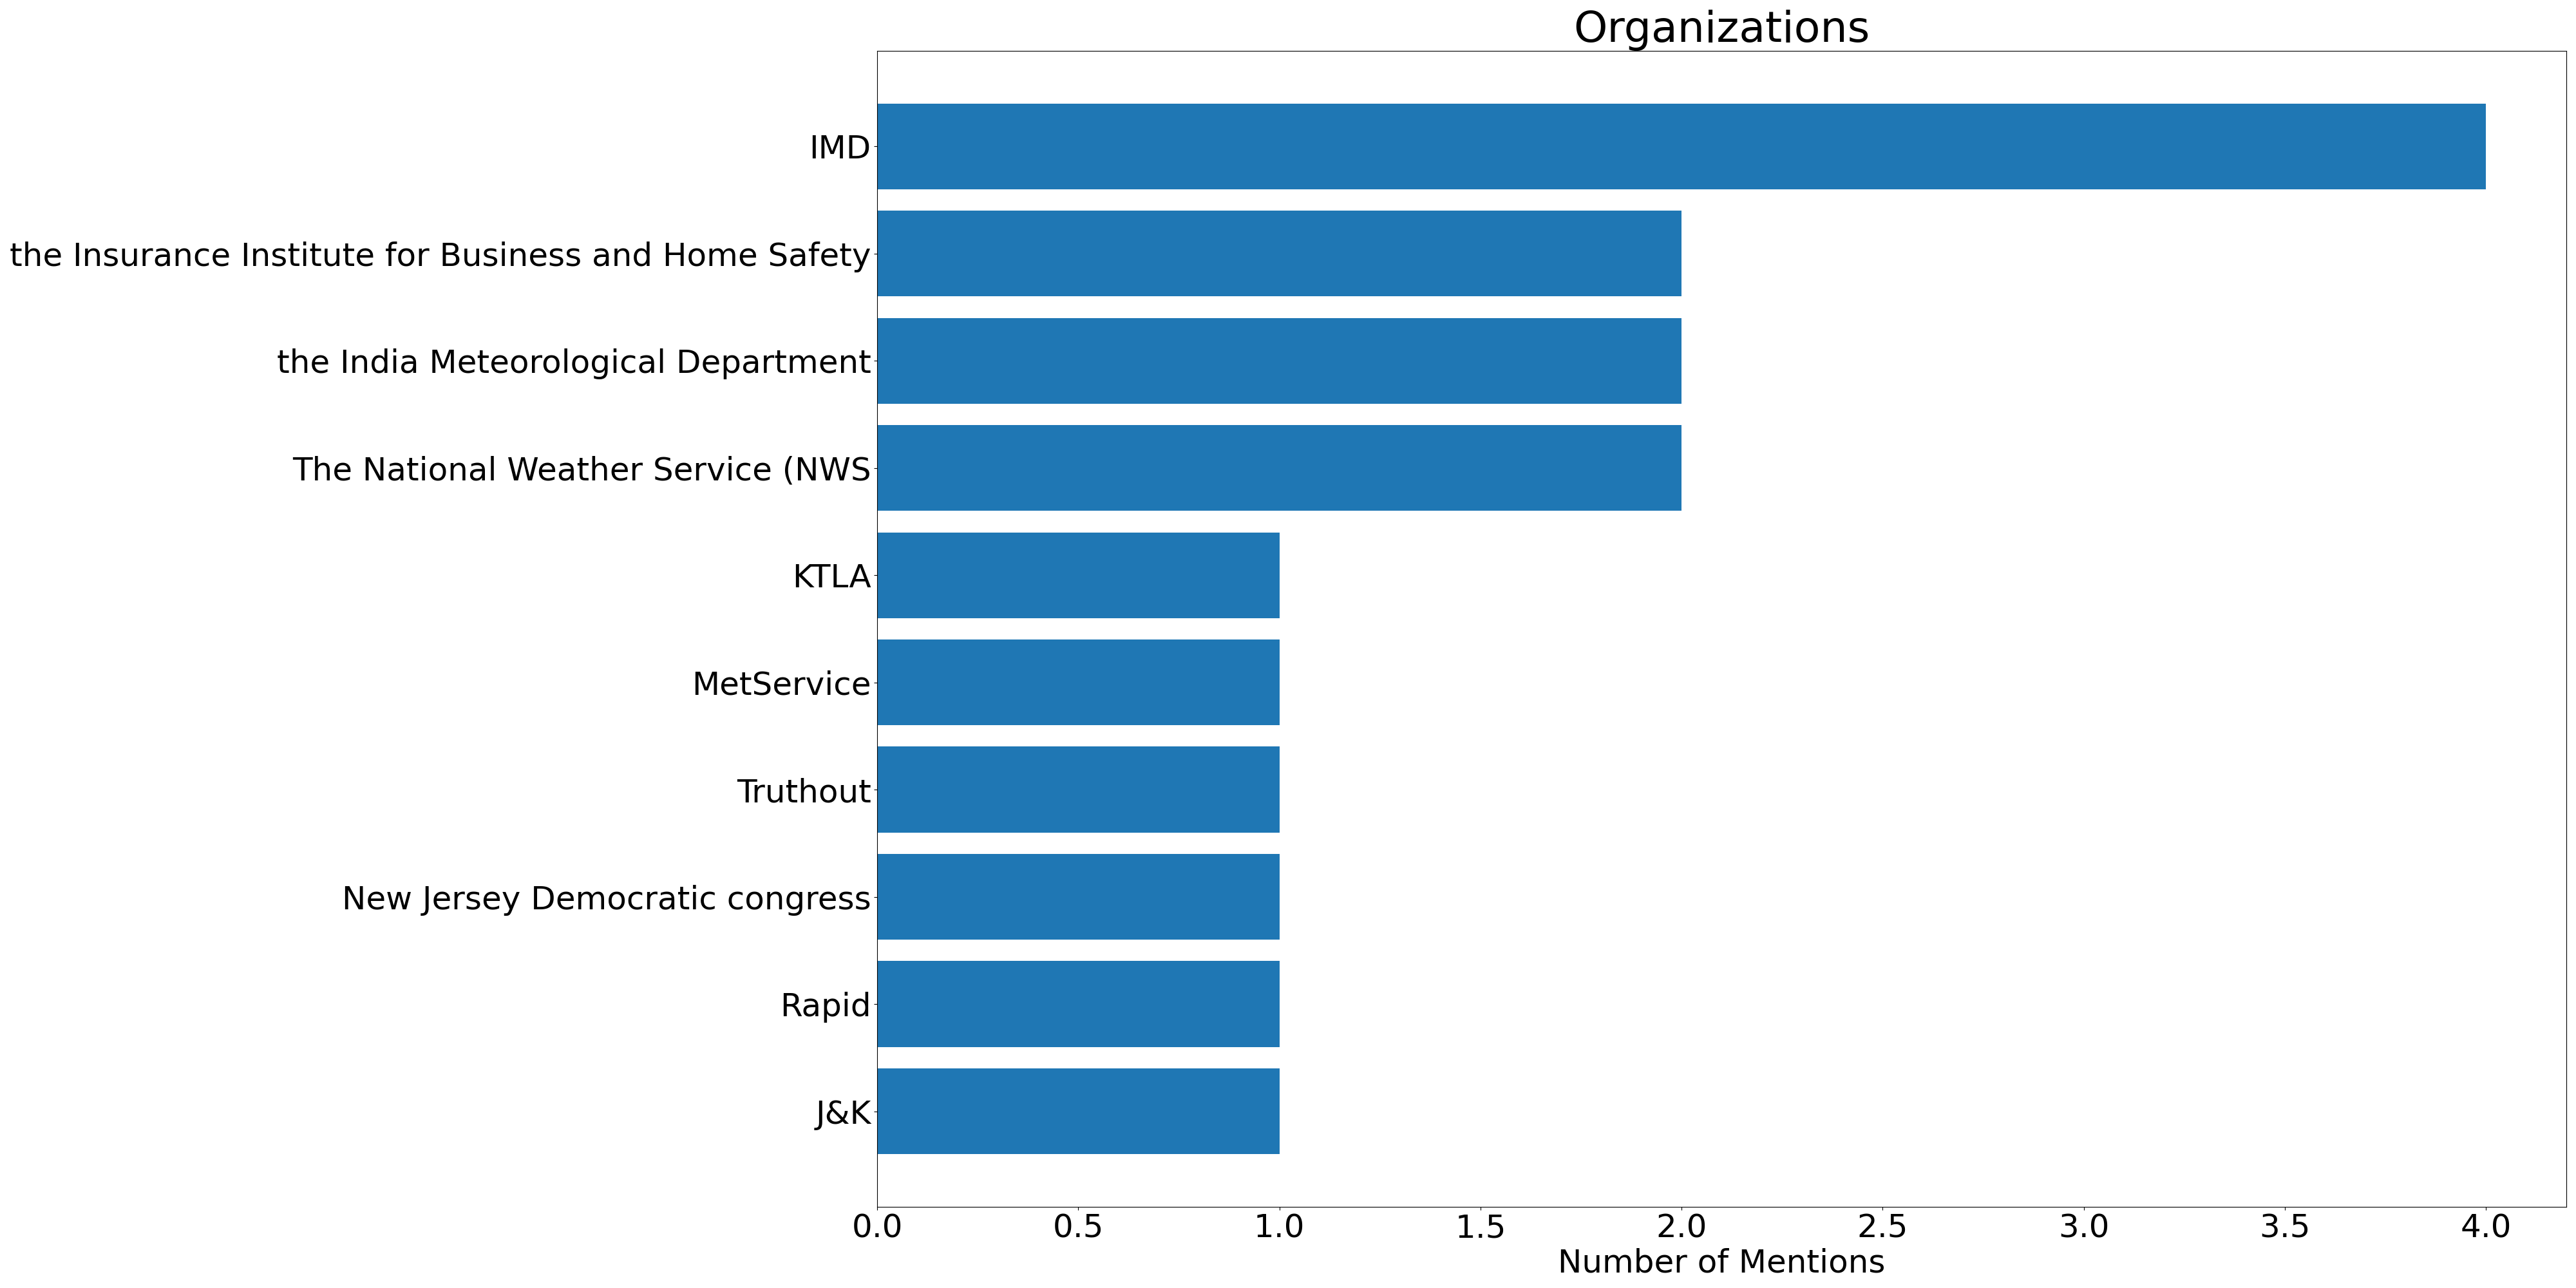 Organizations
IMD
the Insurance Institute for Business and Home Safety
the India Meteorological Department
The National Weather Service (NWS
KTLA
MetService
Truthout
New Jersey Democratic congress
Rapid
J&K
0.0 0.5 1.0 1.5 2.0 2.5 3.0 3.5 4.0
Number of Mentions